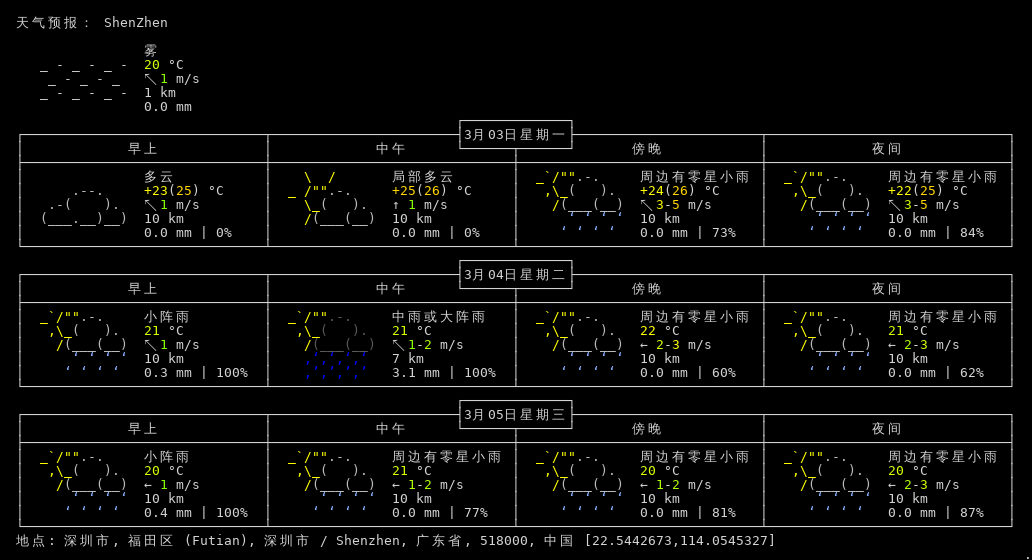 天气预报： ShenZhen
雾
20 °C
↖ 1 m/s
1 km
0.0 mm
3月03日星期一
早上 中午 傍晚 夜间
多云 局部多云 周边有零星小雨 周边有零星小雨
+23(25) °C +25(26) °C +24(26) °C +22(25) °C
↖ 1 m/s ↑ 1 m/s ↖ 3-5 m/s ↖ 3-5 m/s
10 km 10 km 10 km 10 km
0.0 mm | 0% 0.0 mm | 0% 0.0 mm | 73% 0.0 mm | 84%
3月04日星期二
早上 中午 傍晚 夜间
小阵雨 中雨或大阵雨 周边有零星小雨 周边有零星小雨
21 °C 21 °C 22 °C 21 °C
↖ 1 m/s ↖ 1-2 m/s ← 2-3 m/s ← 2-3 m/s
10 km 7 km 10 km 10 km
0.3 mm | 100% 3.1 mm | 100% 0.0 mm | 60% 0.0 mm | 62%
3月05日星期三
早上 中午 傍晚 夜间
小阵雨 周边有零星小雨 周边有零星小雨 周边有零星小雨
20 °C 21 °C 20 °C 20 °C
← 1 m/s ← 1-2 m/s ← 1-2 m/s ← 2-3 m/s
10 km 10 km 10 km 10 km
0.4 mm | 100% 0.0 mm | 77% 0.0 mm | 81% 0.0 mm | 87%
地点: 深圳市, 福田区 (Futian), 深圳市 / Shenzhen, 广东省, 518000, 中国 [22.5442673,114.0545327]